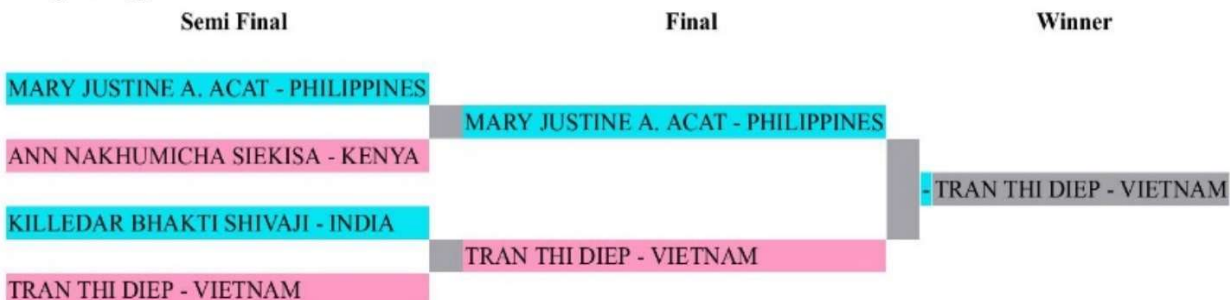 Semi Final
Final
Winner
MARY JUSTINE A. ACAT - PHILIPPINES
MARY JUSTINE A. ACAT - PHILIPPINES
ANN NAKHUMICHA SIEKISA - KENYA
- TRAN THI DIEP - VIETNAM
KILLEDAR BHAKTI SHIVAJI - INDIA
TRAN THI DIEP - VIETNAM
TRAN THI DIEP - VIETNAM